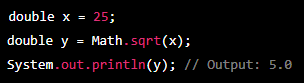 double x = 25;
double y = Math.sqrt(x);
System.out.println(y); // Output: 5.0